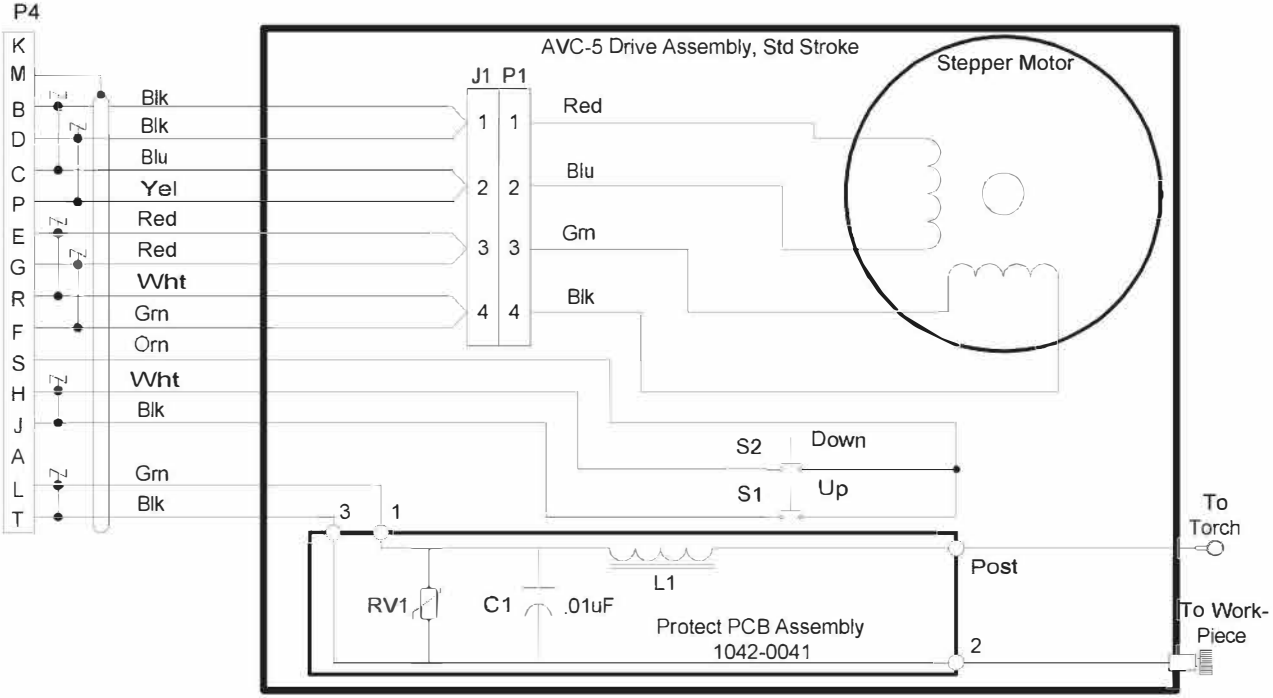 P4
AVC-5 Drive Assembly, Std Stroke
Stepper Motor
J1 P1
K
M
B
D
C
P
E
G
R
F
S
H
J
A
L
T
Blk
Blk
Blu
Yel
Red
Red
Wht
Grn
Orn
Wht
Blk
Grn
Blk
1 1
2 2
3 3
4 4
Red
Blu
Grn
Blk
S2 Down
S1 Up
3 1
To
Torch
Post
L1
RV1 C1 .01uF
Protect PCB Assembly
1042-0041
2
To Work-
Piece